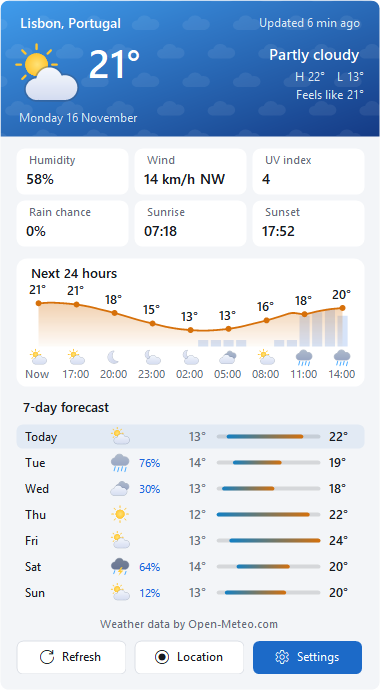 Lisbon, Portugal Updated 6 min ago
21° Partly cloudy
H 22° L 13°
Feels like 21°
Monday 16 November
Humidity Wind UV index
58% 14 km/h NW 4
Rain chance Sunrise Sunset
0% 07:18 17:52
Next 24 hours
21° 21° 18° 15° 13° 13° 16° 18° 20°
Now 17:00 20:00 23:00 02:00 05:00 08:00 11:00 14:00
7-day forecast
Today 13° 22°
Tue 76% 14° 19°
Wed 30% 13° 18°
Thu 12° 22°
Fri 13° 24°
Sat 64% 14° 20°
Sun 12% 13° 20°
Weather data by Open-Meteo.com
Refresh Location Settings